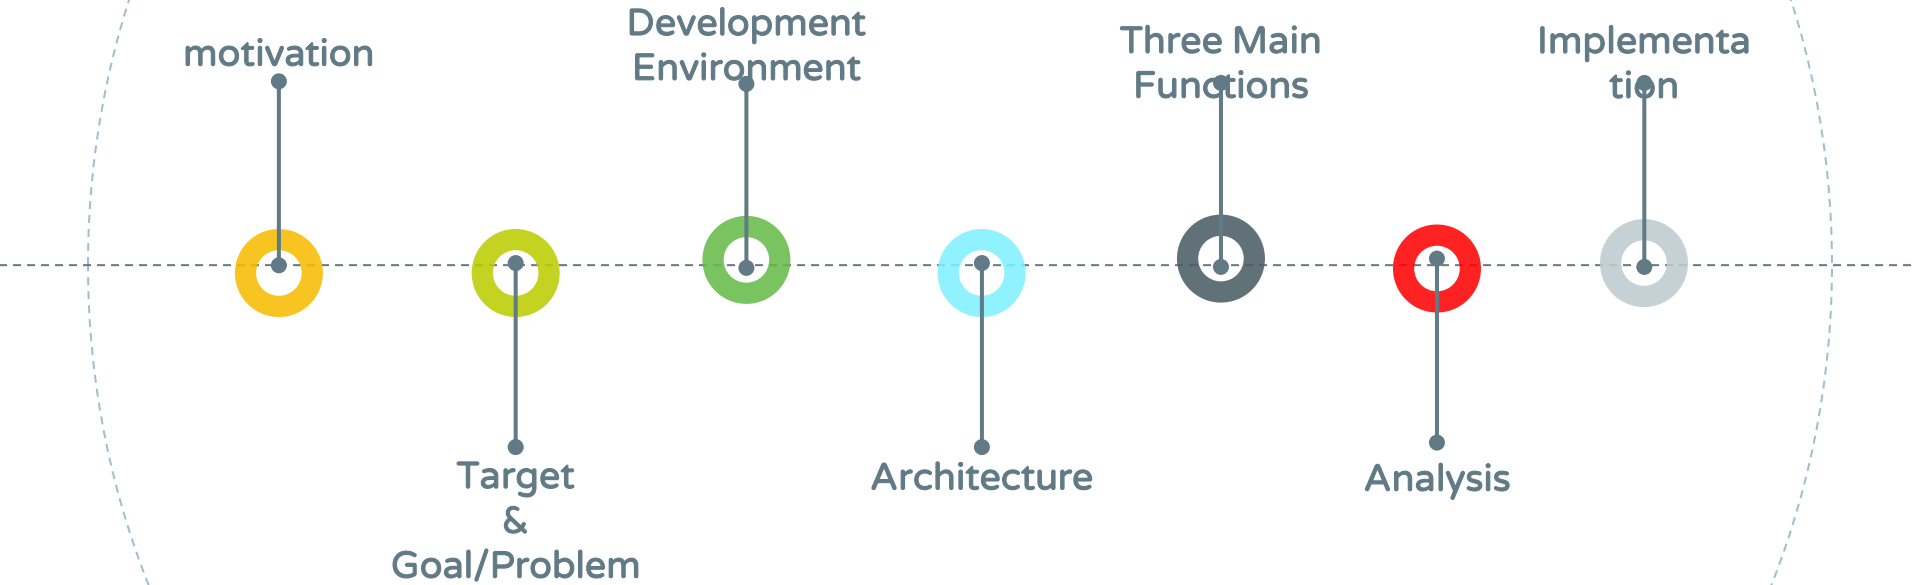 motivation
Target
&
Goal/Problem
Development
Environment
Architecture
Three Main
Functions
Analysis
Implementa
tion